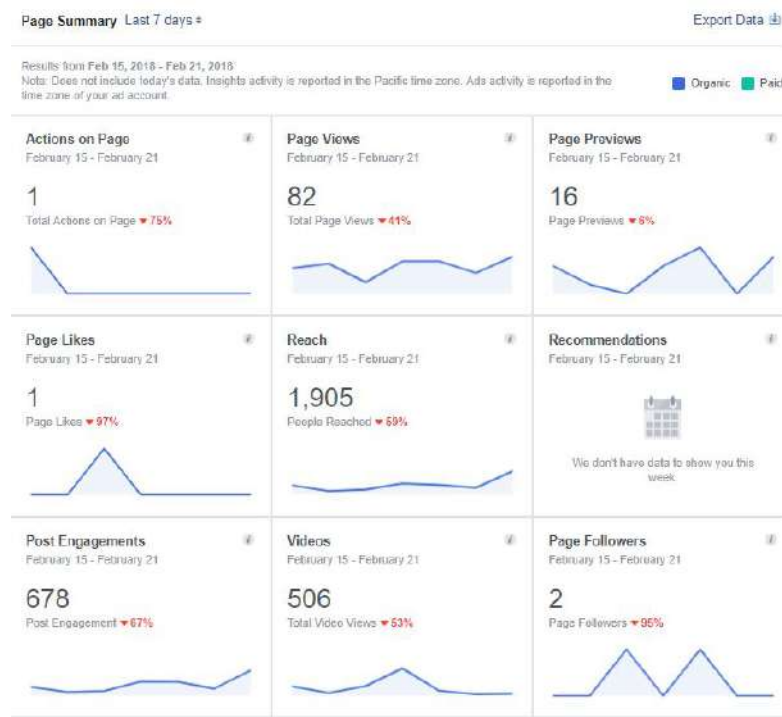 Page Summary Last 7 days
Export Data
Results from Feb 15, 2018 - Feb 21, 2018
Note: Does not include today's data. Insights activity is reported in the Pacific time zone. Ads activity is reported in the
time zone of your ad account.
Organic Paid
Actions on Page
February 15 - February 21
1
Total Actions on Page 75%
Page Views
February 15 - February 21
82
Total Page Views 41%
Page Previews
February 15 - February 21
16
Page Previews 6%
Page Likes
February 15 - February 21
1
Page Likes 97%
Reach
February 15 - February 21
1,905
People Reached 59%
Recommendations
February 15 - February 21
We don't have data to show you this
week
Post Engagements
February 15 - February 21
678
Post Engagement 67%
Videos
February 15 - February 21
506
Total Video Views 53%
Page Followers
February 15 - February 21
2
Page Followers 95%